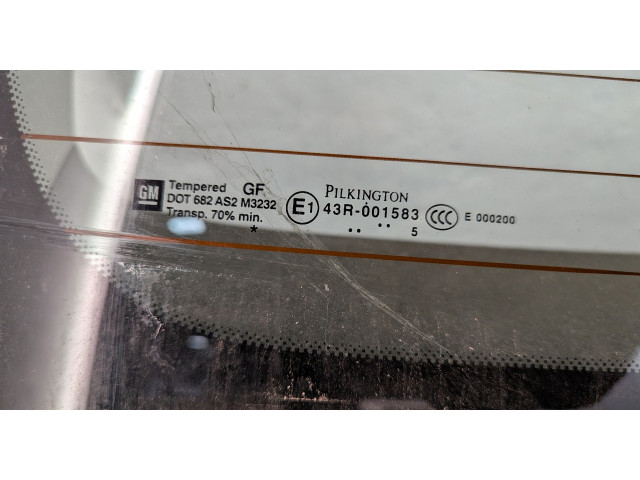 GM
Tempered GF
DOT 682 AS2 M3232
Transp. 70% min.
*
E1
PILKINGTON
43R-001583
.. ..
5
CCC
E 000200